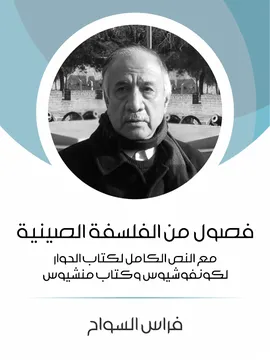 فصول من الفلسفة الصينية
مع النص الكامل لكتاب الحوار
لكونفوشيوس وكتاب منشيوس
فراس السواح